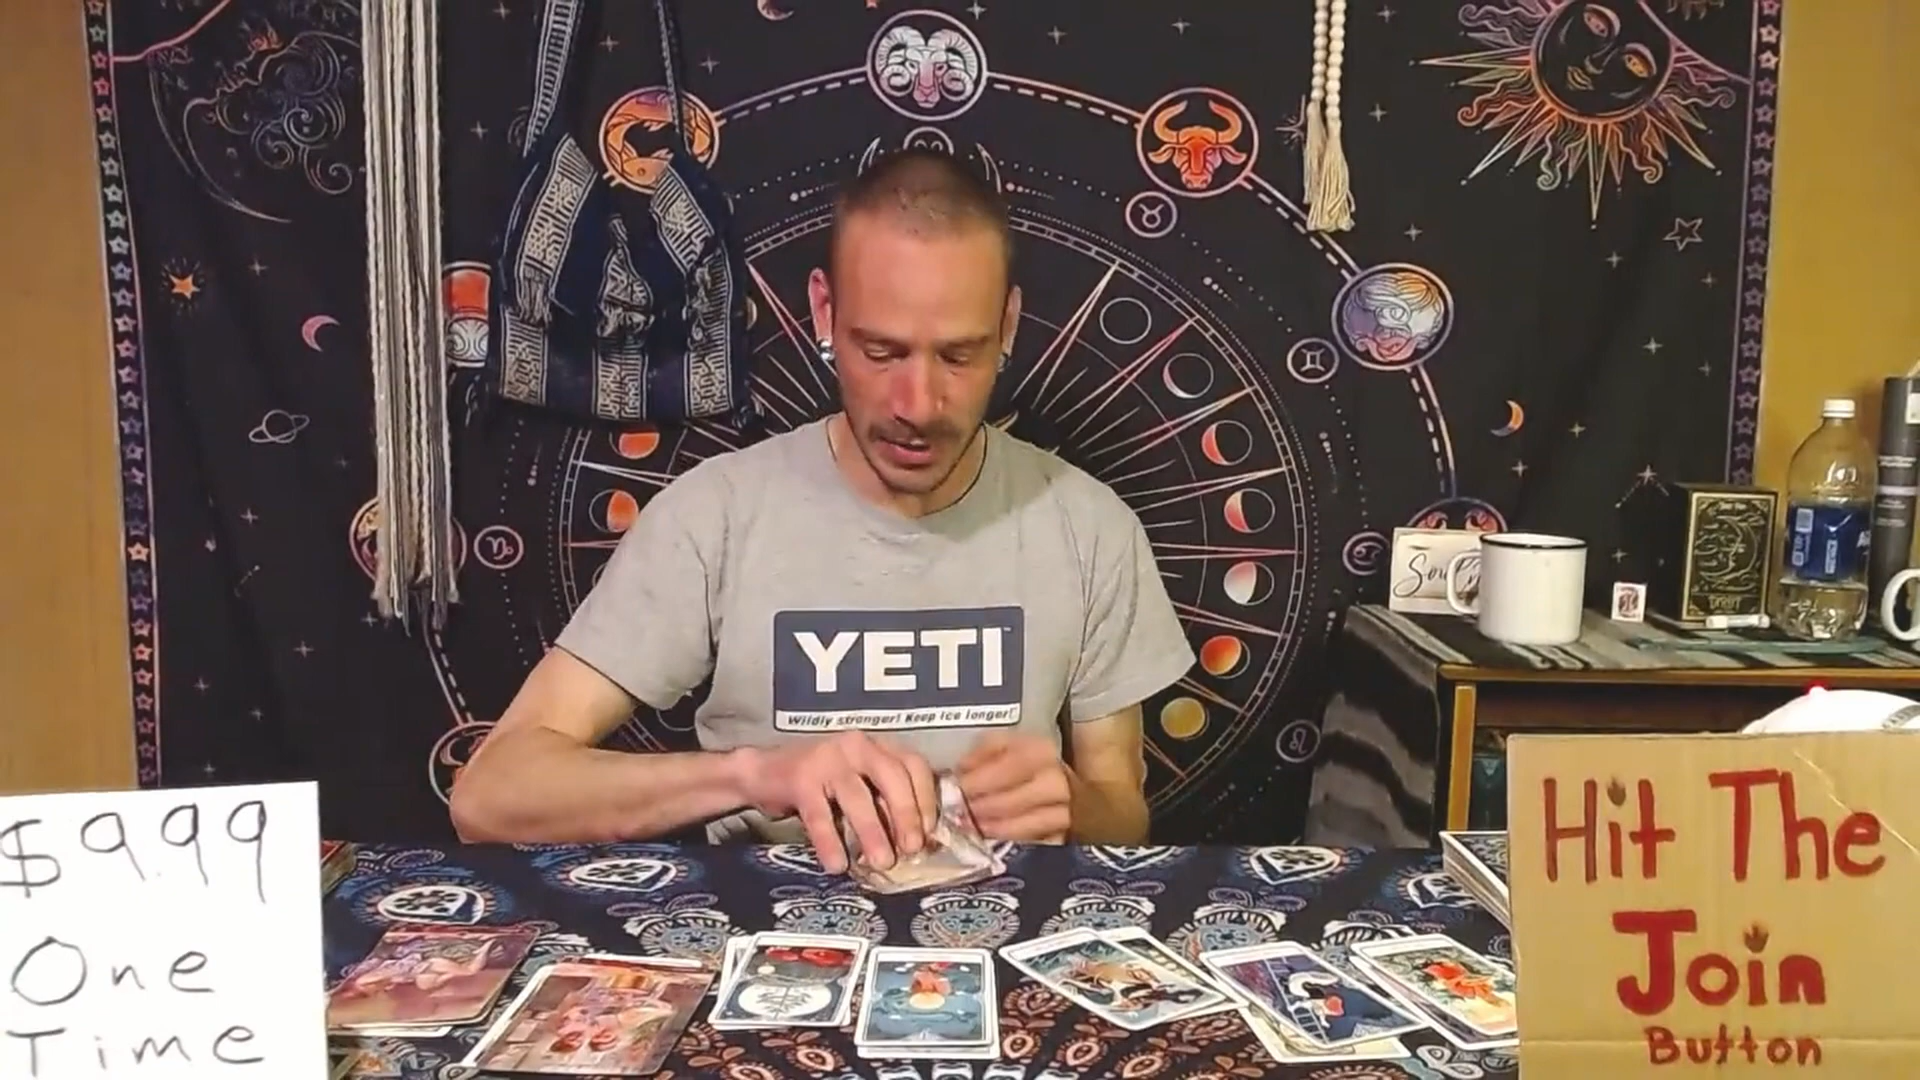 YETI
Wildly stronger! Keep ice longer!
$9.99
One
Time
Hit The
Join
Button